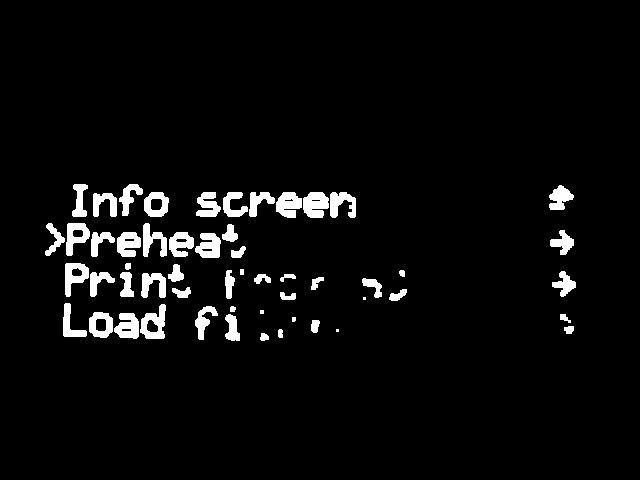 Info screen
>Preheat →
Print →
Load